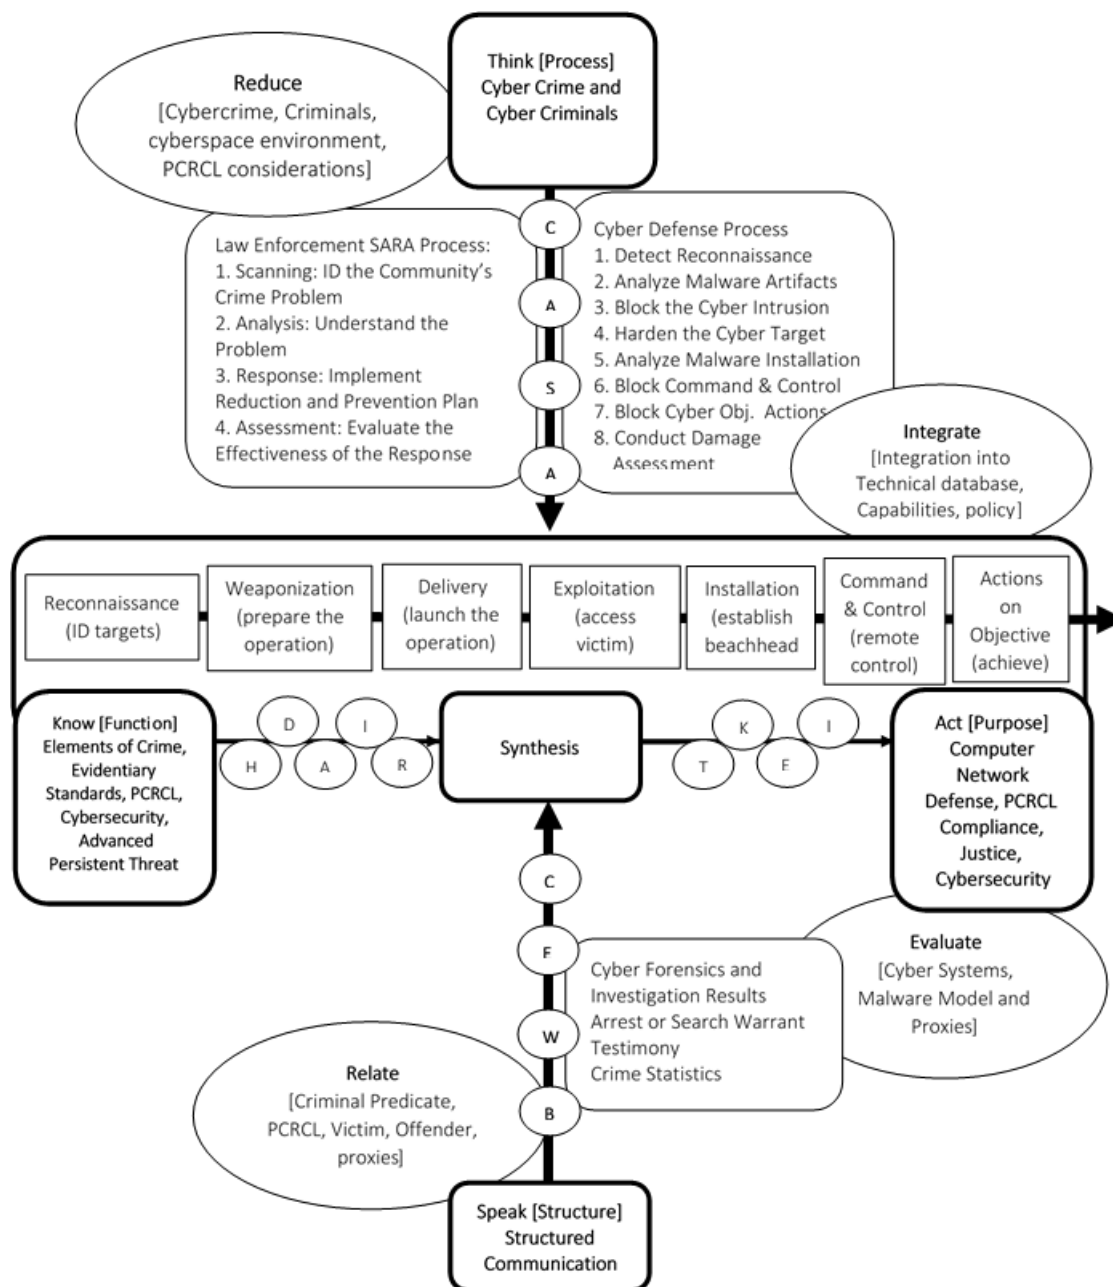 Think [Process]
Cyber Crime and
Cyber Criminals
Reduce
[Cybercrime, Criminals,
cyberspace environment,
PCRCL considerations]
C
A
S
A
Law Enforcement SARA Process:
1. Scanning: ID the Community's
Crime Problem
2. Analysis: Understand the
Problem
3. Response: Implement
Reduction and Prevention Plan
4. Assessment: Evaluate the
Effectiveness of the Response
Cyber Defense Process
1. Detect Reconnaissance
2. Analyze Malware Artifacts
3. Block the Cyber Intrusion
4. Harden the Cyber Target
5. Analyze Malware Installation
6. Block Command & Control
7. Block Cyber Obj. Actions
8. Conduct Damage
Assessment
Integrate
[Integration into
Technical database,
Capabilities, policy]
Reconnaissance
(ID targets)
Weaponization
(prepare the
operation)
Delivery
(launch the
operation)
Exploitation
(access
victim)
Installation
(establish
beachhead
Command
& Control
(remote
control)
Actions
on
Objective
(achieve)
Know [Function]
Elements of Crime,
Evidentiary
Standards, PCRCL,
Cybersecurity,
Advanced
Persistent Threat
H
D
A
I
R
Synthesis
T
K
E
I
Act [Purpose]
Computer
Network
Defense, PCRCL
Compliance,
Justice,
Cybersecurity
C
E
W
B
Cyber Forensics and
Investigation Results
Arrest or Search Warrant
Testimony
Crime Statistics
Evaluate
[Cyber Systems,
Malware Model and
Proxies]
Relate
[Criminal Predicate,
PCRCL, Victim, Offender,
proxies]
Speak [Structure]
Structured
Communication